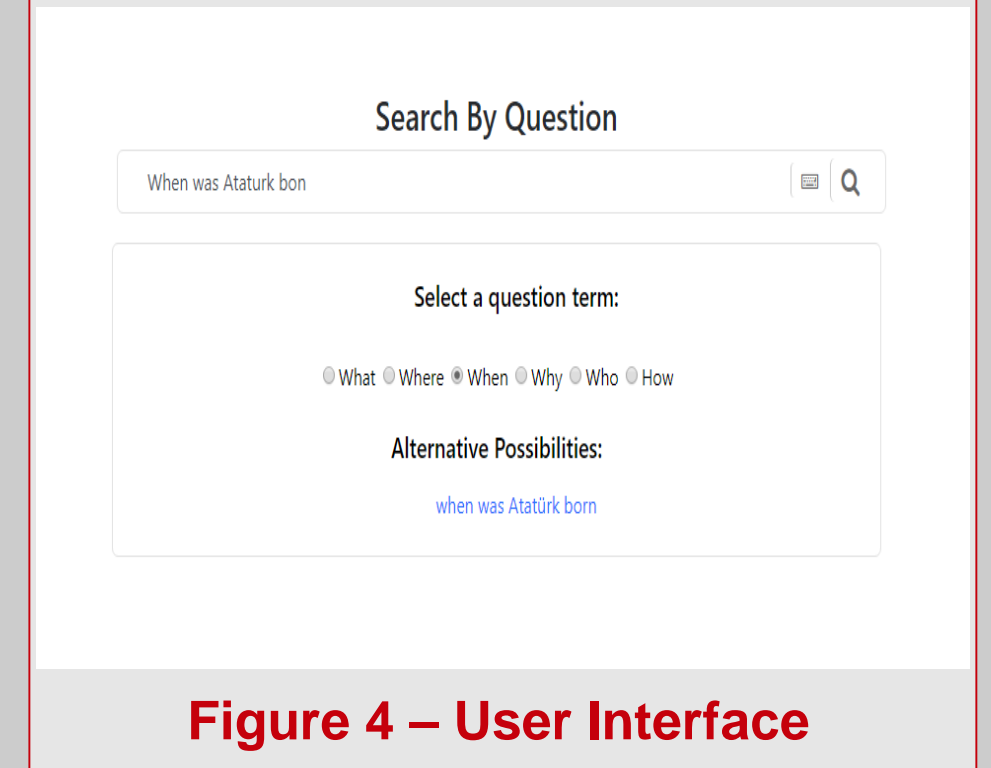 Search By Question
When was Ataturk bon
Select a question term:
What Where When Why Who How
Alternative Possibilities:
when was Atatürk born
Figure 4 – User Interface